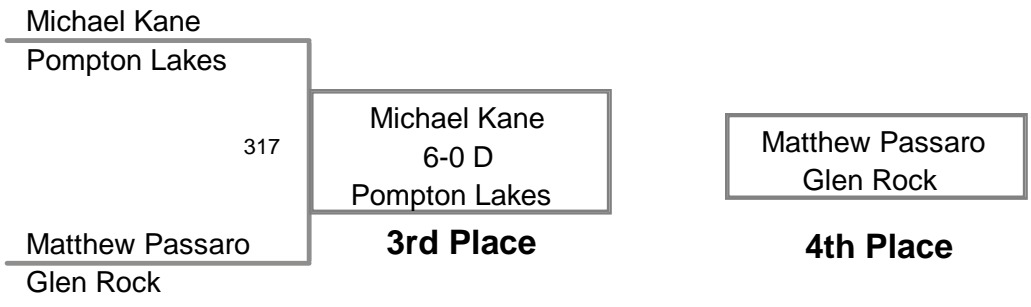 Michael Kane
Pompton Lakes
317
Michael Kane
6-0 D
Pompton Lakes
3rd Place
Matthew Passaro
Glen Rock
Matthew Passaro
Glen Rock
4th Place